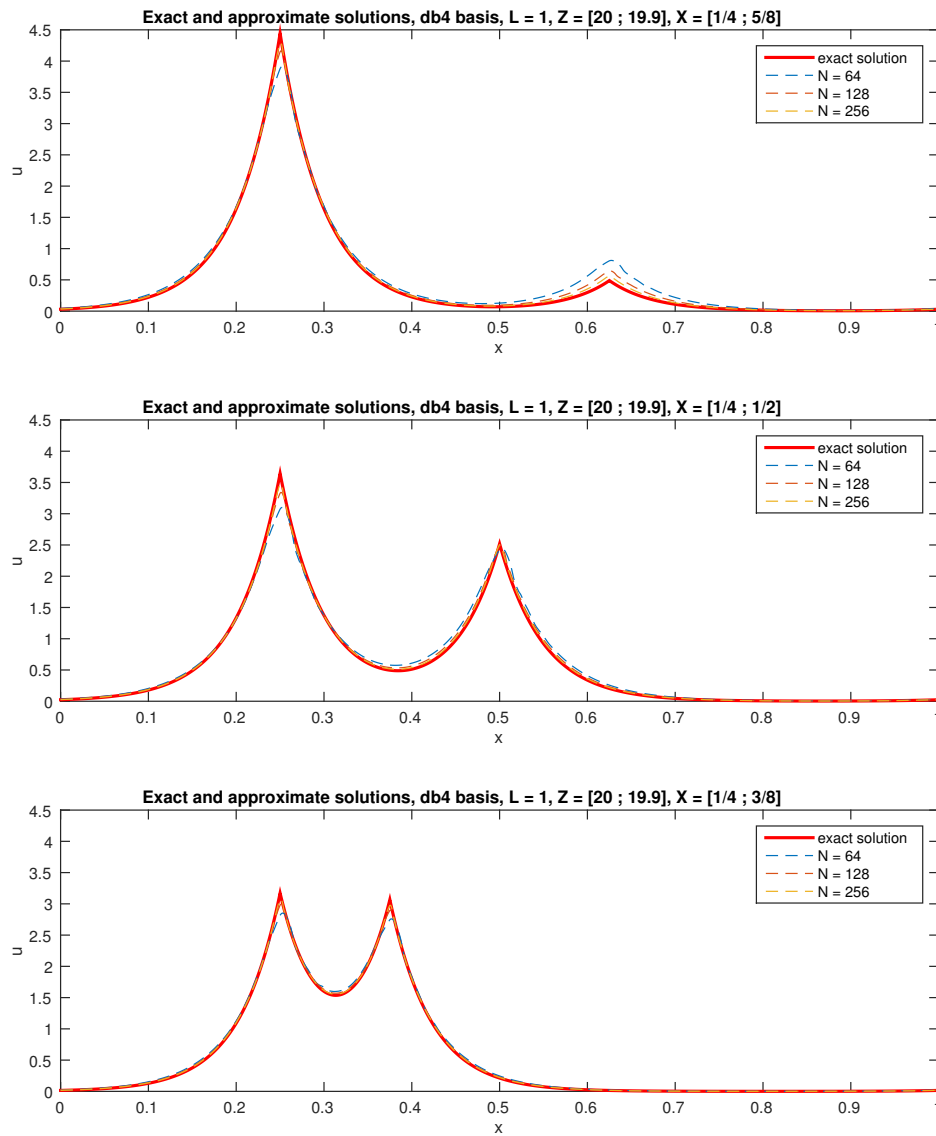 Exact and approximate solutions, db4 basis, L = 1, Z = [20 ; 19.9], X = [1/4 ; 5/8]
4.5
4
3.5
3
2.5
2
1.5
1
0.5
0
u
exact solution
N = 64
N = 128
N = 256
0 0.1 0.2 0.3 0.4 0.5 0.6 0.7 0.8 0.9
x
Exact and approximate solutions, db4 basis, L = 1, Z = [20 ; 19.9], X = [1/4 ; 1/2]
4.5
4
3.5
3
2.5
2
1.5
1
0.5
0
u
exact solution
N = 64
N = 128
N = 256
0 0.1 0.2 0.3 0.4 0.5 0.6 0.7 0.8 0.9
x
Exact and approximate solutions, db4 basis, L = 1, Z = [20 ; 19.9], X = [1/4 ; 3/8]
4.5
4
3.5
3
2.5
2
1.5
1
0.5
0
u
exact solution
N = 64
N = 128
N = 256
0 0.1 0.2 0.3 0.4 0.5 0.6 0.7 0.8 0.9
x